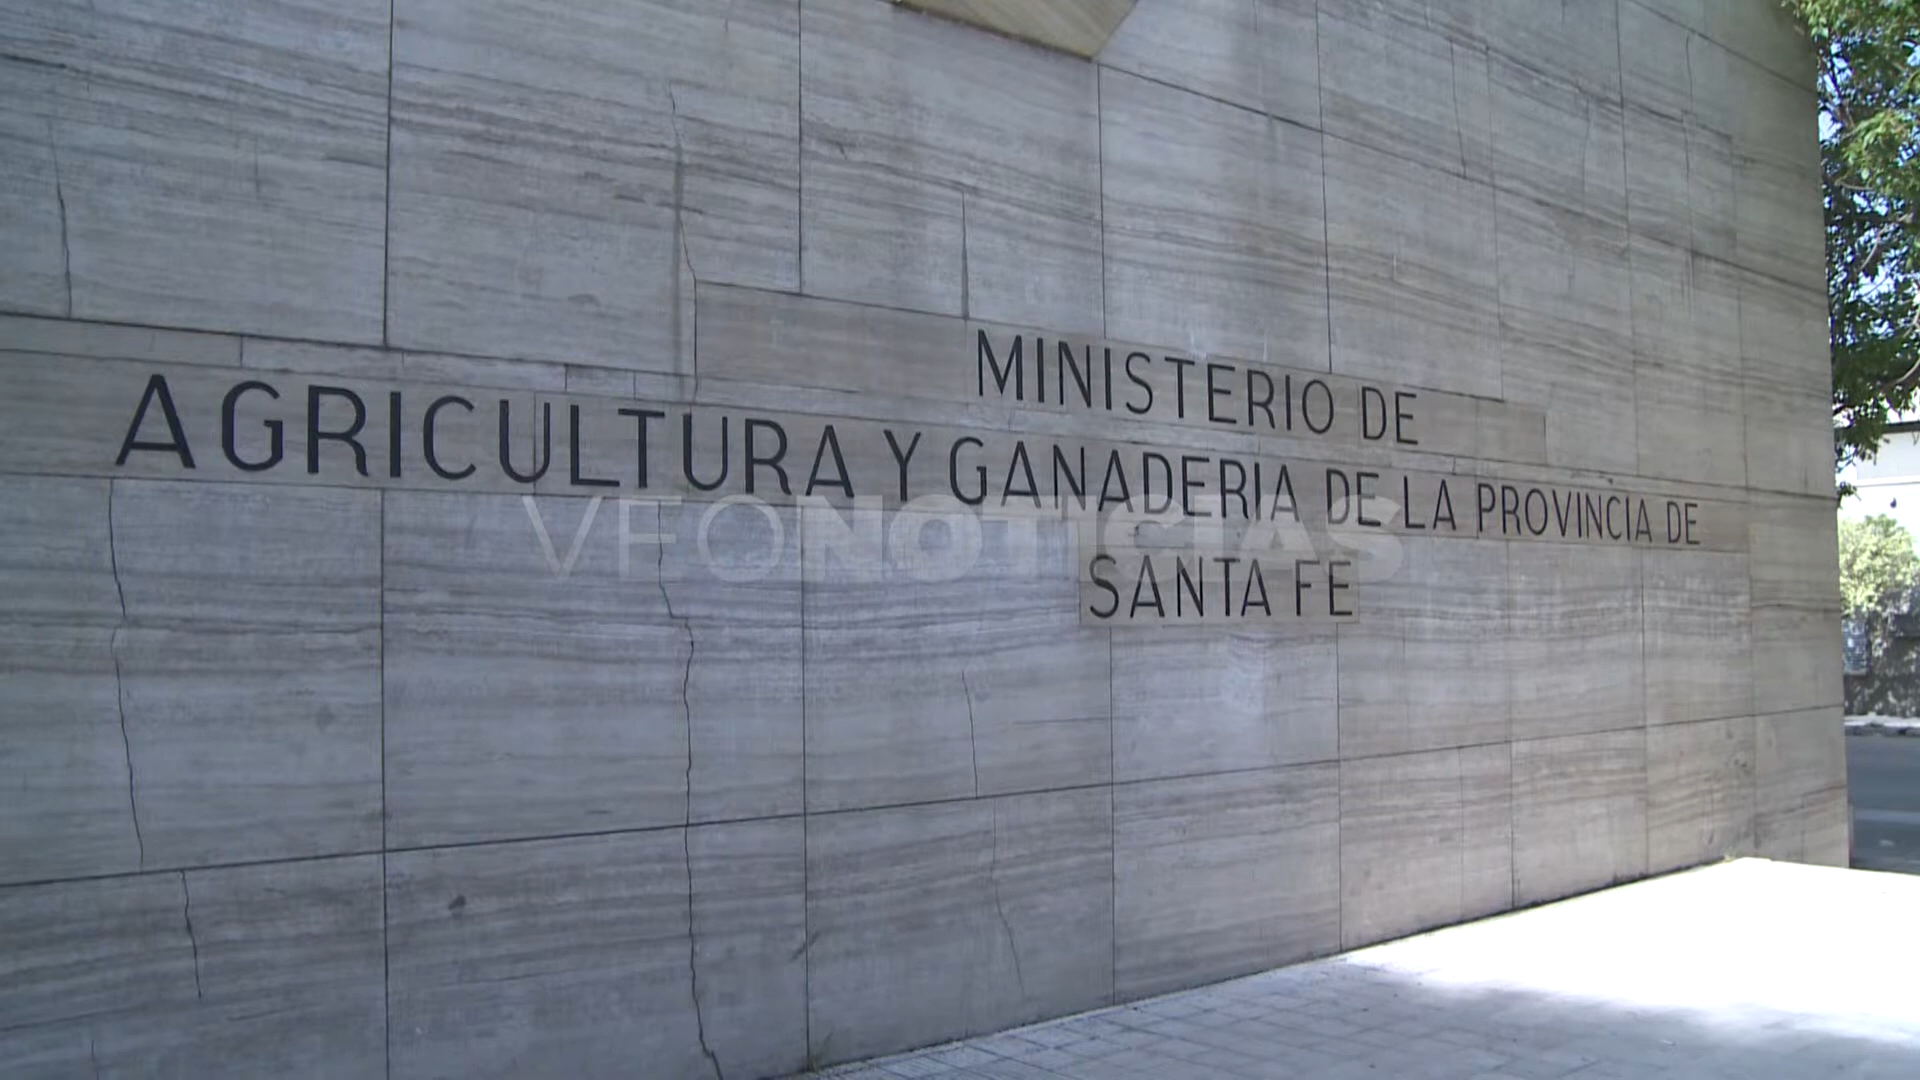 MINISTERIO DE
AGRICULTURA Y GANADERIA DE LA PROVINCIA DE
SANTA FE
VFONOTICIAS